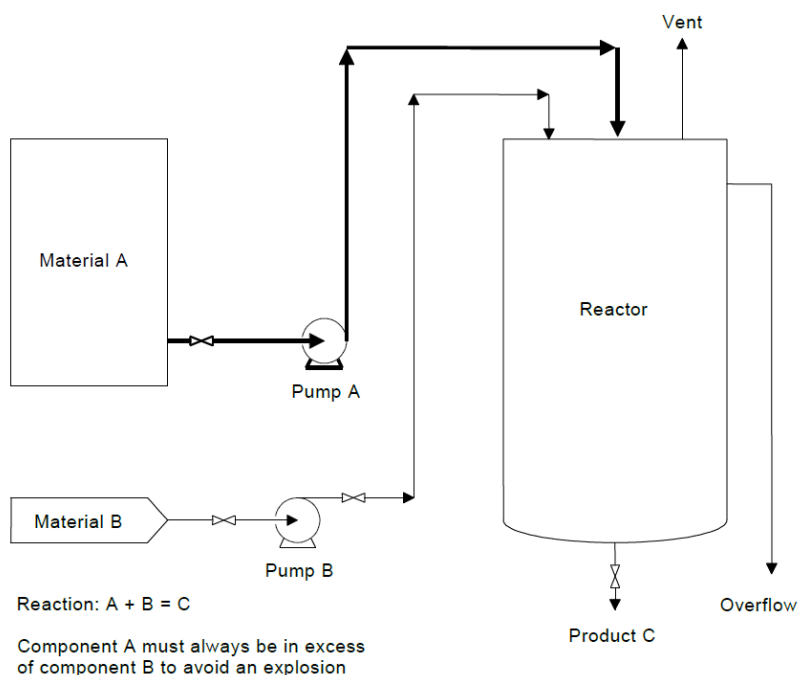 Vent
Material A
Reactor
Pump A
Material B
Pump B
Reaction: A + B = C
Overflow
Product C
Component A must always be in excess
of component B to avoid an explosion